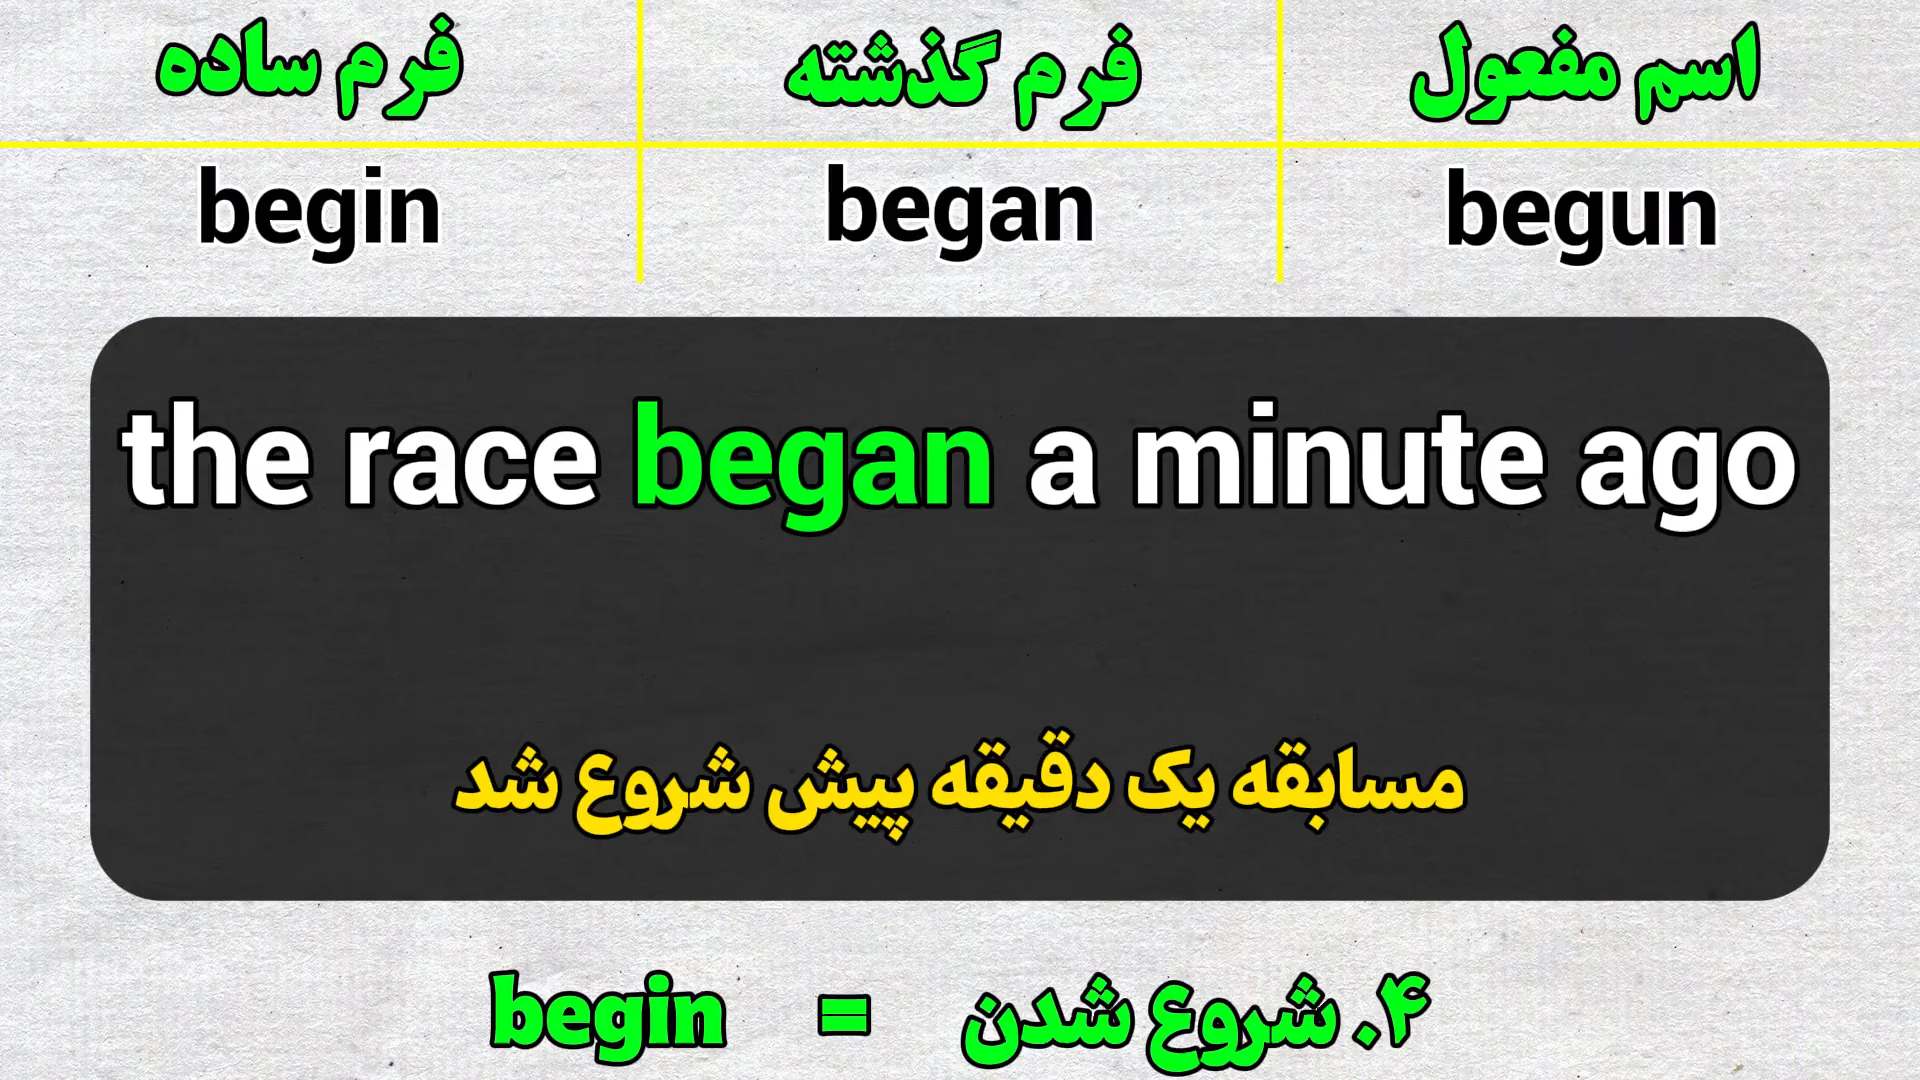 فرم ساده فرم گذشته اسم مفعول
begin began begun
the race began a minute ago
مسابقه یک دقیقه پیش شروع شد
begin = ۴. شروع شدن